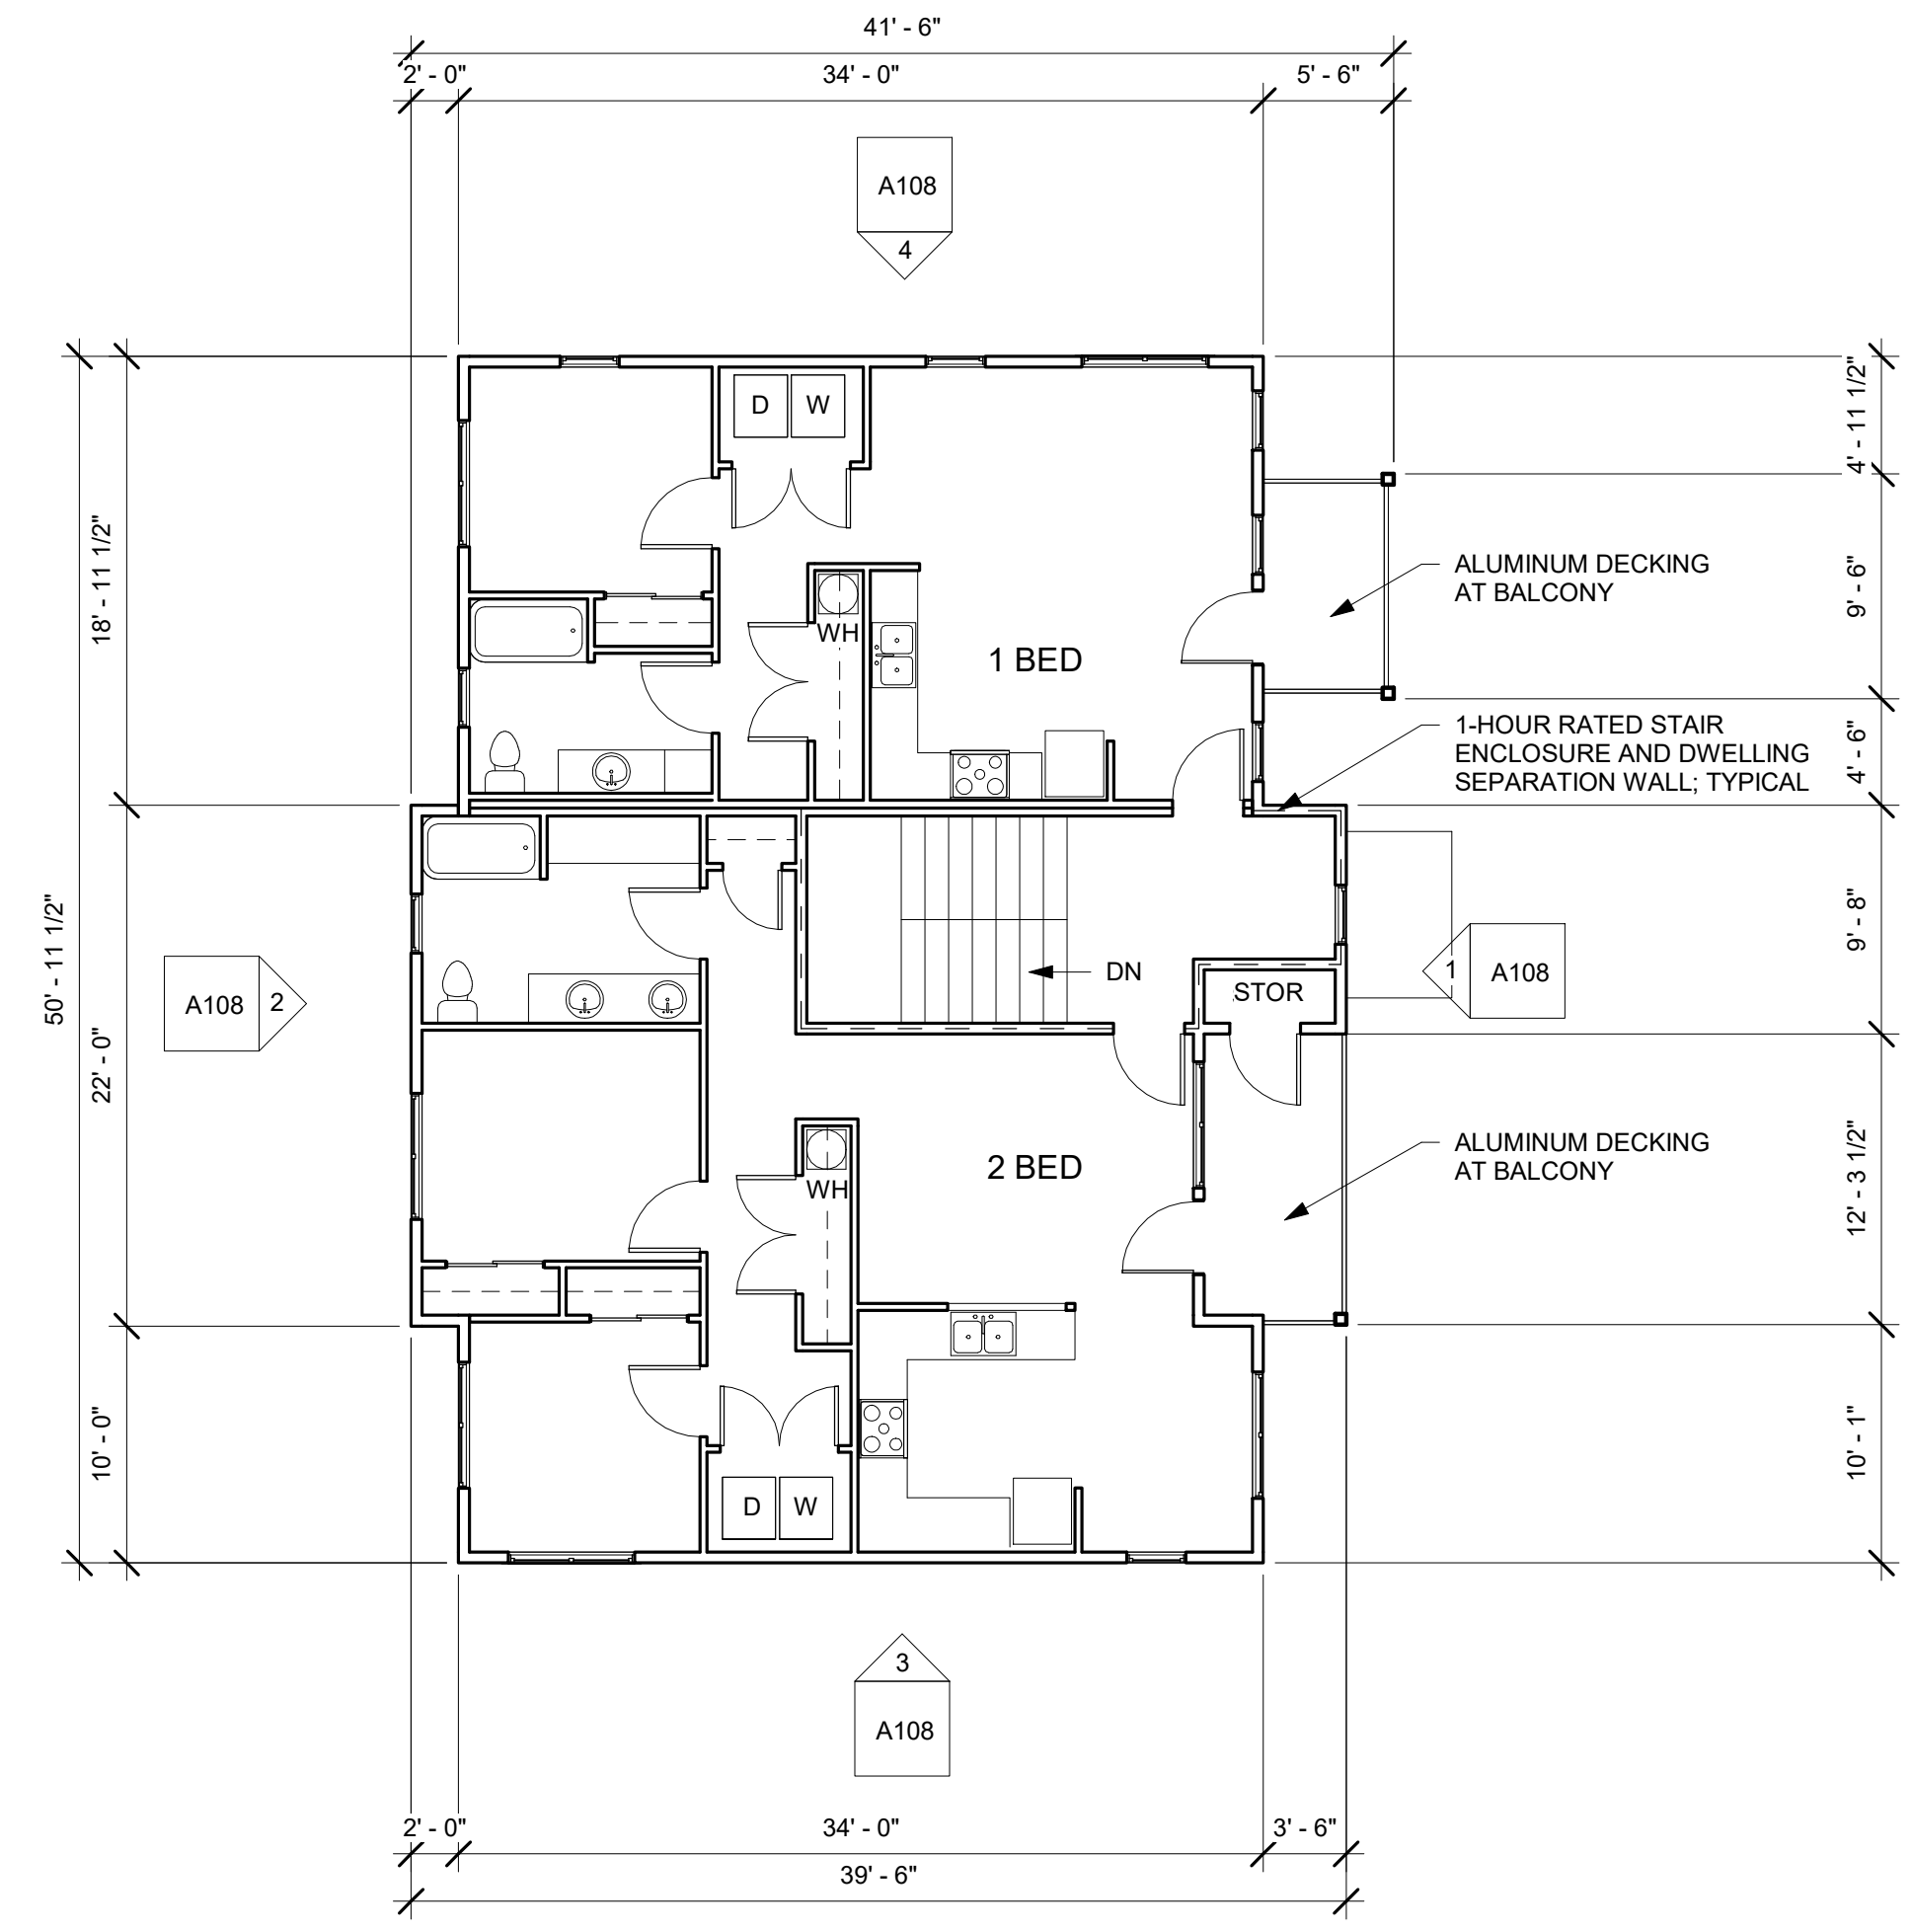 41' - 6"
2' - 0"
34' - 0"
5' - 6"
A108
4
4' - 11 1/2"
D
W
18' - 11 1/2"
ALUMINUM DECKING
AT BALCONY
9' - 6"
WH
1 BED
1-HOUR RATED STAIR
ENCLOSURE AND DWELLING
SEPARATION WALL; TYPICAL
4' - 6"
50' - 11 1/2"
9' - 8"
A108
2
DN
STOR
1
A108
22' - 0"
ALUMINUM DECKING
AT BALCONY
2 BED
WH
12' - 3 1/2"
10' - 0"
10' - 1"
D
W
3
A108
2' - 0"
34' - 0"
3' - 6"
39' - 6"